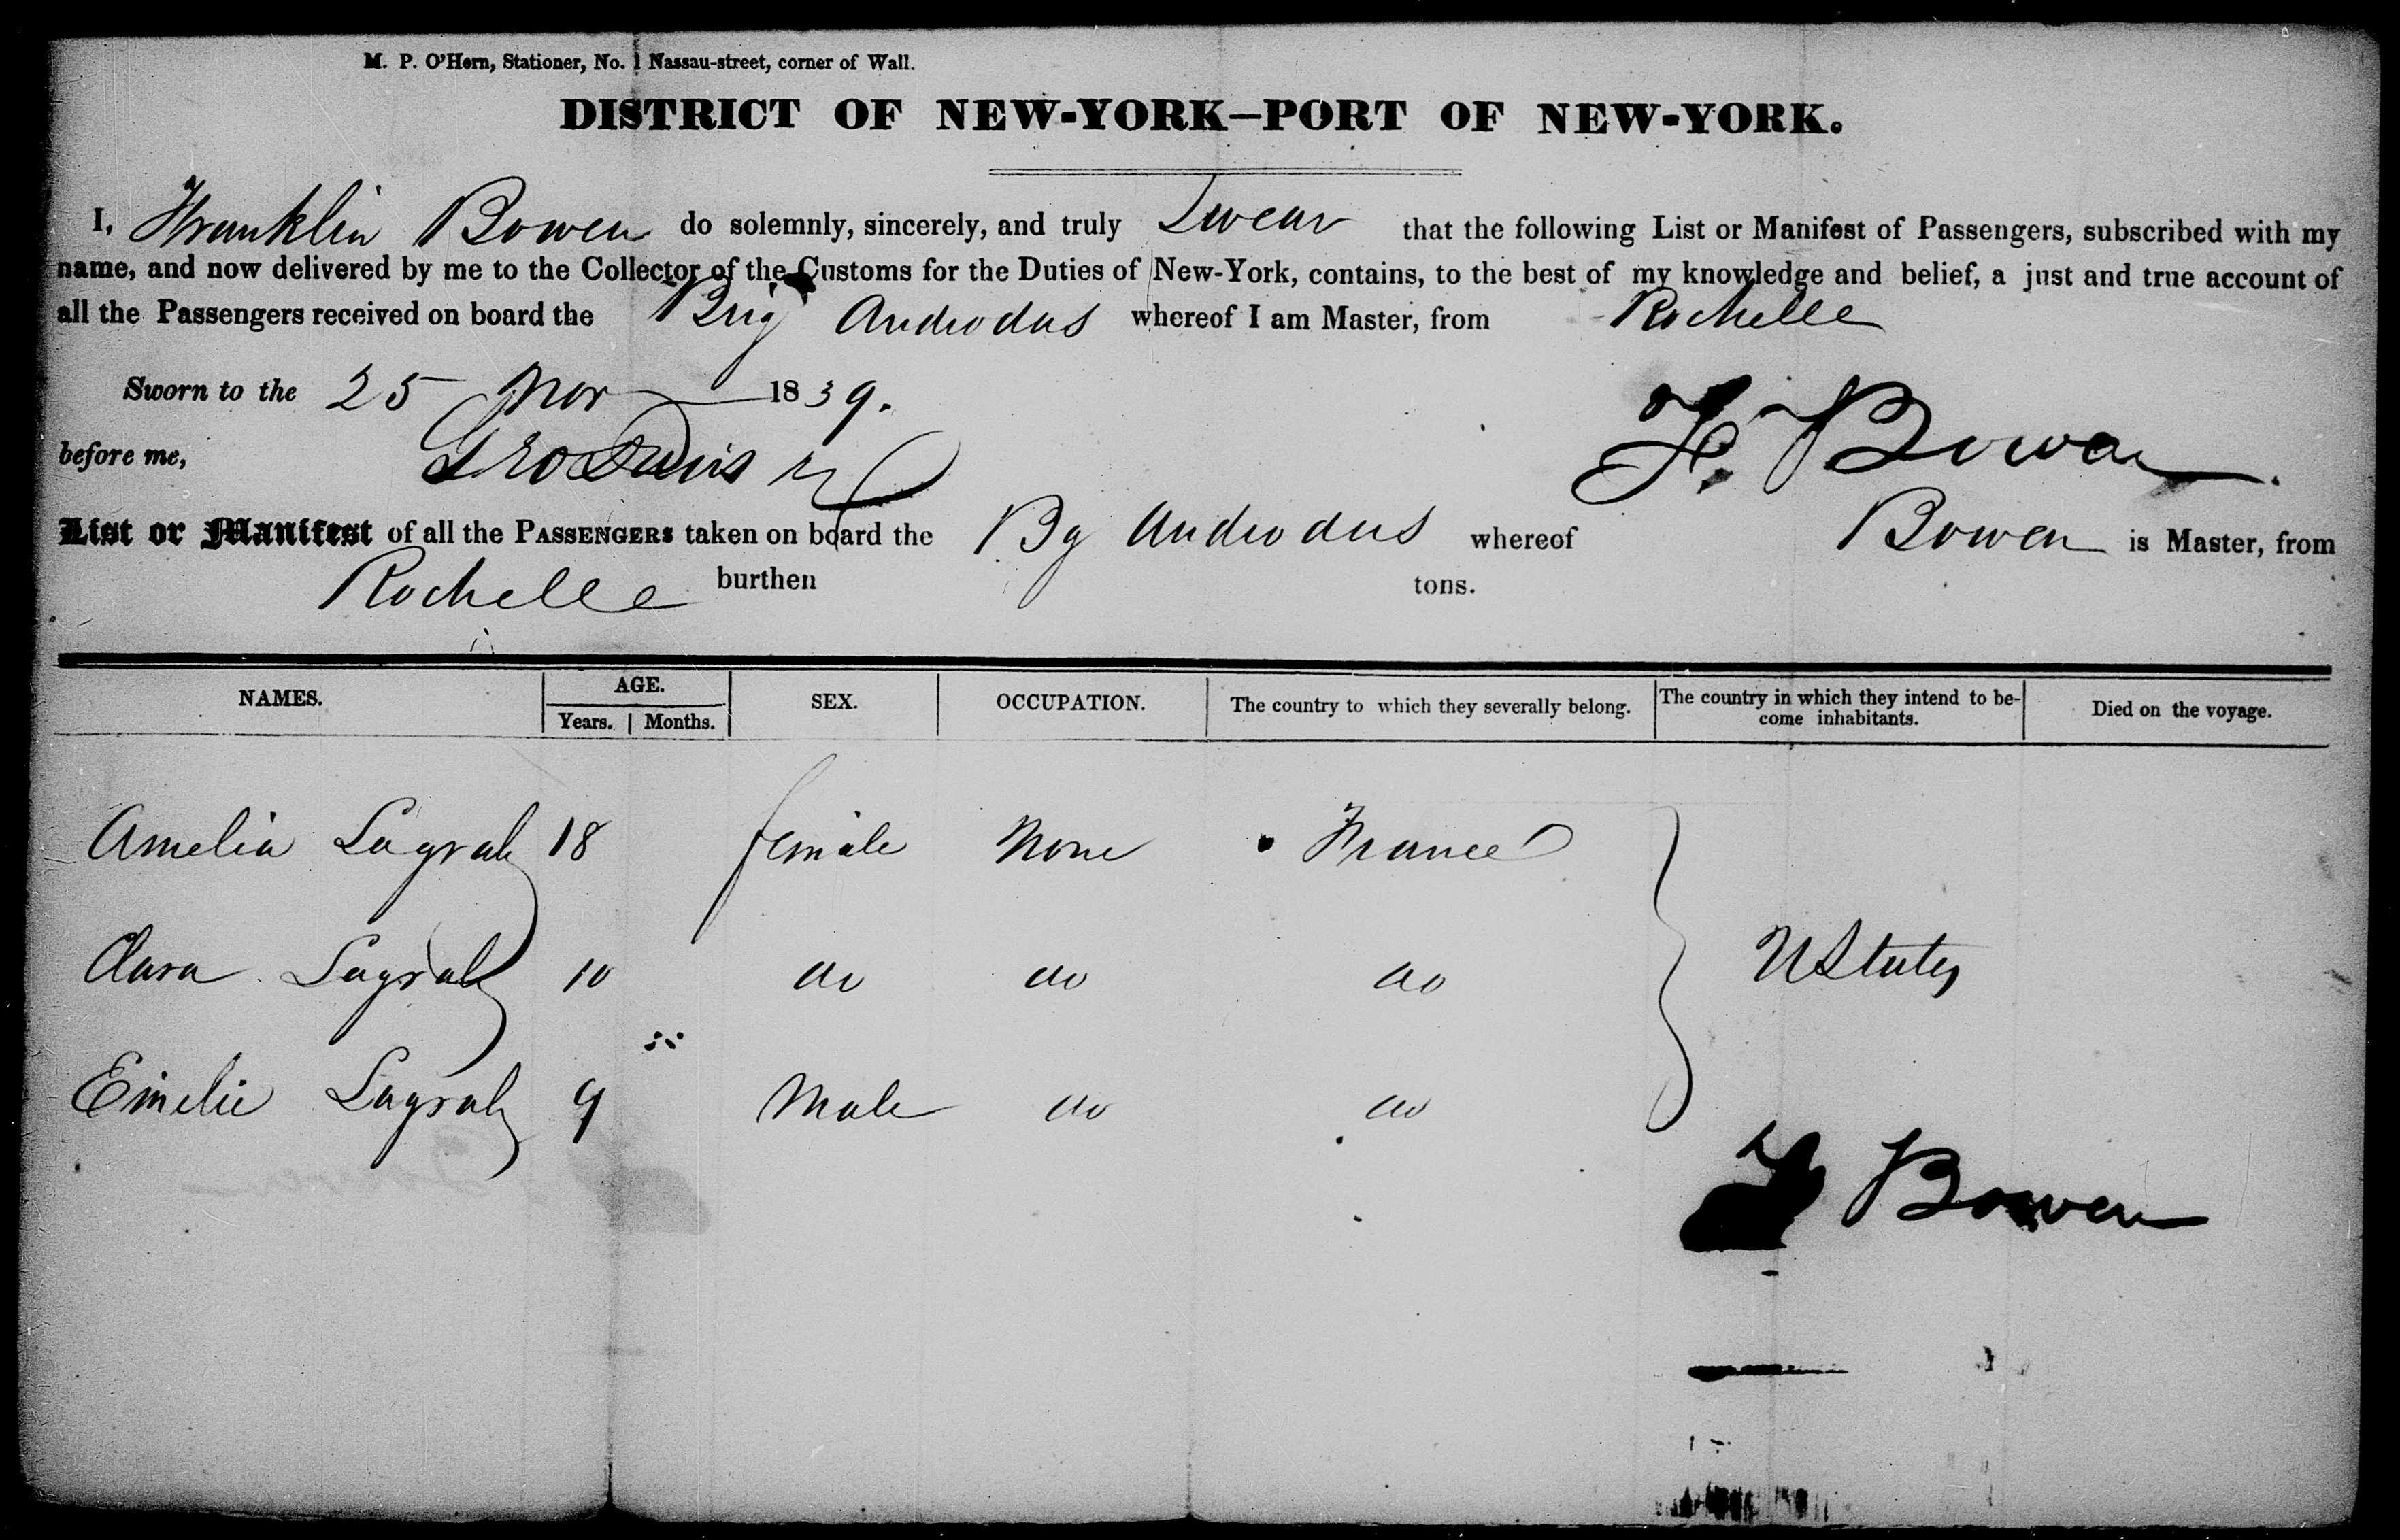 M. P. O'Hern, Stationer, No. 1 Nassau-street, corner of Wall.
DISTRICT OF NEW-YORK—PORT OF NEW-YORK.
I, Franklin Bowen do solemnly, sincerely, and truly Swear that the following List or Manifest of Passengers, subscribed with my
name, and now delivered by me to the Collector of the Customs for the Duties of New-York, contains, to the best of my knowledge and belief, a just and true account of
all the Passengers received on board the Brig Androdus whereof I am Master, from Rochelle
Sworn to the 25 Nov 1839.
before me, Geo Davis F. Bowen
List or Manifest of all the PASSENGERS taken on board the Bg Androdus whereof Bowen is Master, from
Rochelle burthen tons.
NAMES. AGE. Years. Months. SEX. OCCUPATION. The country to which they severally belong. The country in which they intend to become inhabitants. Died on the voyage.
Amelia Lagrah 18 female None France
Clara Lagrah 10 do do do U States
Emelie Lagrah 9 Male do do
F Bowen